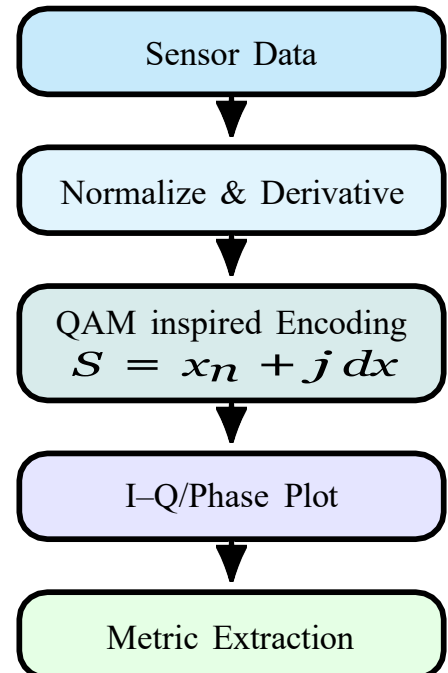 Sensor Data
Normalize & Derivative
QAM inspired Encoding
S = xₙ + j dx
I–Q/Phase Plot
Metric Extraction